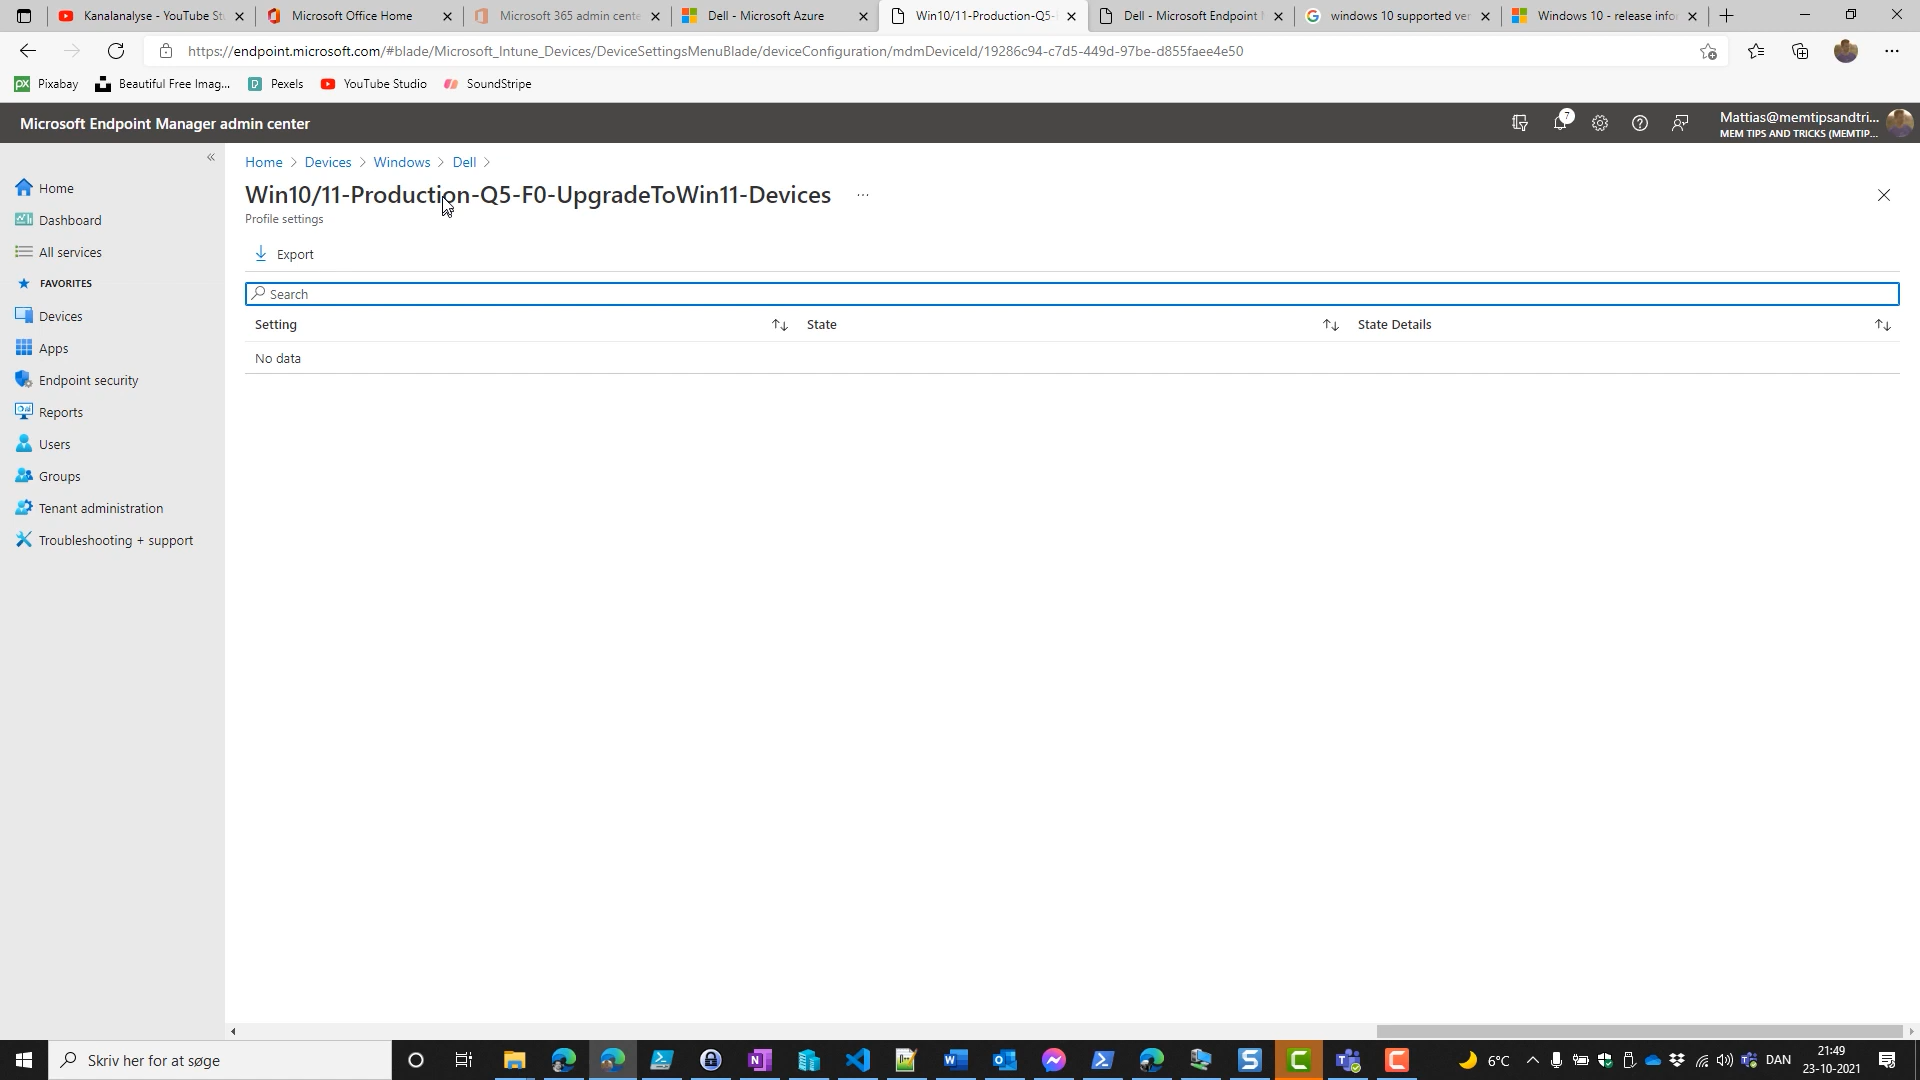 Kanalanalyse - YouTube St
Microsoft Office Home
Microsoft 365 admin cente
Dell - Microsoft Azure
Win10/11-Production-Q5-
Dell - Microsoft Endpoint
windows 10 supported ver
Windows 10 - release info
https://endpoint.microsoft.com/#blade/Microsoft_Intune_Devices/DeviceSettingsMenuBlade/deviceConfiguration/mdmDeviceId/19286c94-c7d5-449d-97be-d855faee4e50
px Pixabay
Beautiful Free Imag...
Pexels
YouTube Studio
SoundStripe
Microsoft Endpoint Manager admin center
7
Mattias@memtipsandtri...
MEM TIPS AND TRICKS (MEMTIP...
Home > Devices > Windows > Dell >
Win10/11-Production-Q5-F0-UpgradeToWin11-Devices ...
Profile settings
Export
Search
Setting
State
State Details
No data
Home
Dashboard
All services
FAVORITES
Devices
Apps
Endpoint security
Reports
Users
Groups
Tenant administration
Troubleshooting + support
Skriv her for at søge
6°C
DAN
21:49
23-10-2021